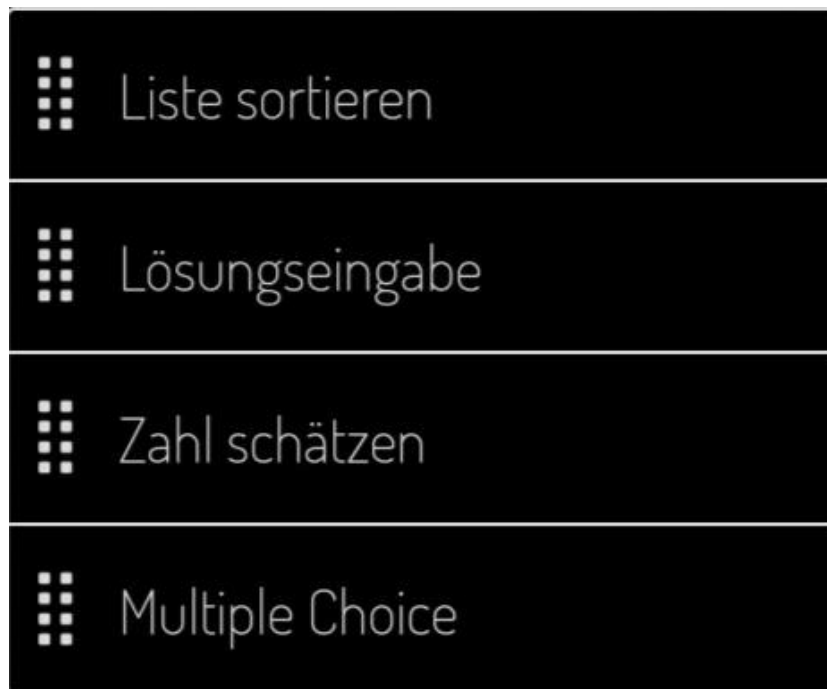 Liste sortieren
Lösungseingabe
Zahl schätzen
Multiple Choice